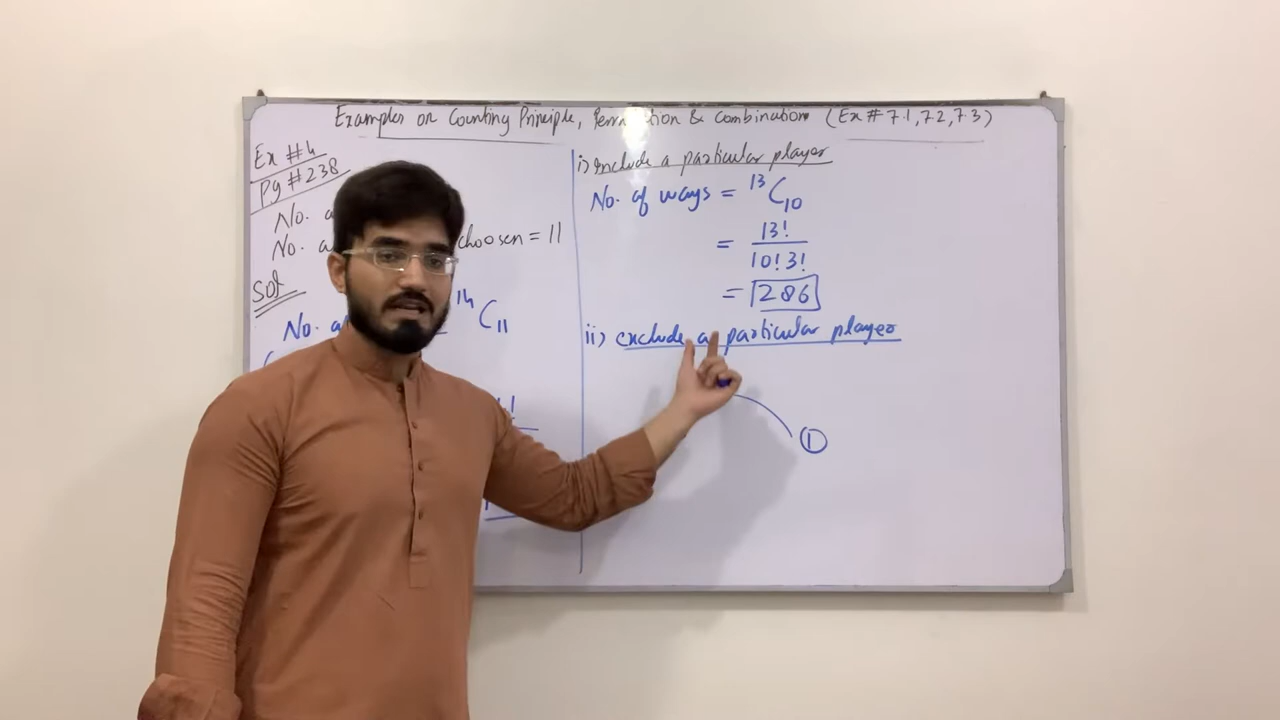 Examples on Counting Principle, Permutation & Combination (Ex # 7.1, 7.2, 7.3)
Ex #4
Pg #238
No.
No. choosen = 11
Sol
No. 14C11
i) Include a particular player
No. of ways = 13C10
= 13! / 10! 3!
= 286
ii) exclude a particular player
1